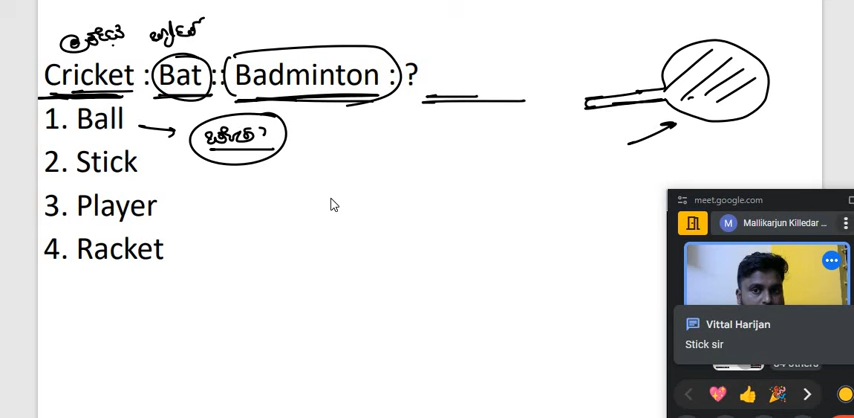 ಕ್ರಿಕೆಟ್ ಬ್ಯಾಟ್
Cricket : Bat :: Badminton : ?
1. Ball
2. Stick
3. Player
4. Racket
meet.google.com
M Mallikarjun Killedar ...
Vittal Harijan
Stick sir